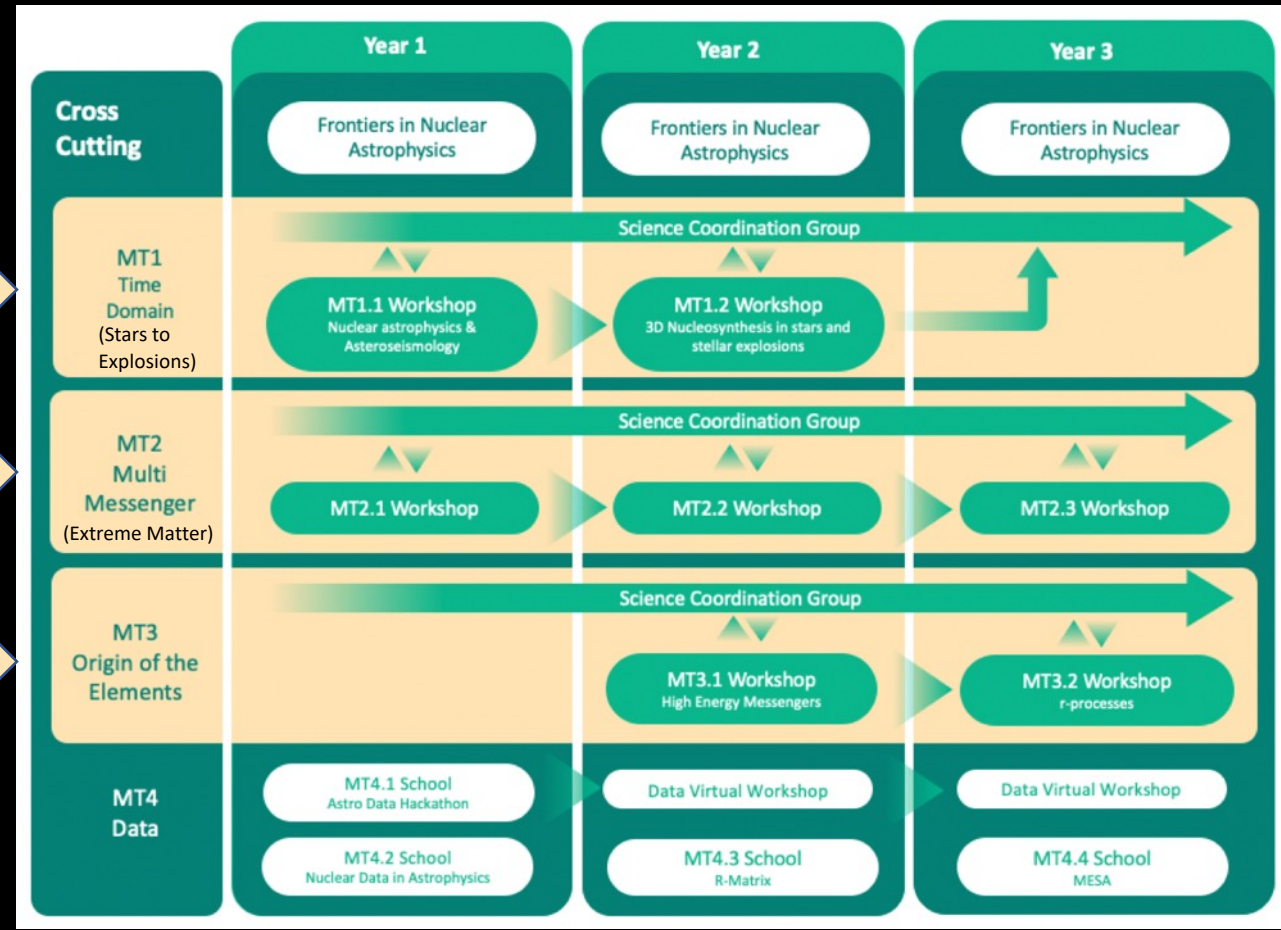 Year 1
Year 2
Year 3
Cross
Cutting
Frontiers in Nuclear
Astrophysics
Frontiers in Nuclear
Astrophysics
Frontiers in Nuclear
Astrophysics
MT1
Time
Domain
(Stars to
Explosions)
Science Coordination Group
MT1.1 Workshop
Nuclear astrophysics &
Asteroseismology
MT1.2 Workshop
3D Nucleosynthesis in stars and
stellar explosions
MT2
Multi
Messenger
(Extreme Matter)
Science Coordination Group
MT2.1 Workshop
MT2.2 Workshop
MT2.3 Workshop
MT3
Origin of the
Elements
Science Coordination Group
MT3.1 Workshop
High Energy Messengers
MT3.2 Workshop
r-processes
MT4
Data
MT4.1 School
Astro Data Hackathon
Data Virtual Workshop
Data Virtual Workshop
MT4.2 School
Nuclear Data in Astrophysics
MT4.3 School
R-Matrix
MT4.4 School
MESA